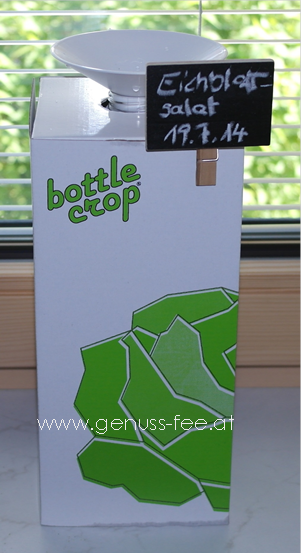 Eichblatt-
salat
19.7.14
bottle
crop®
www.genuss-fee.at